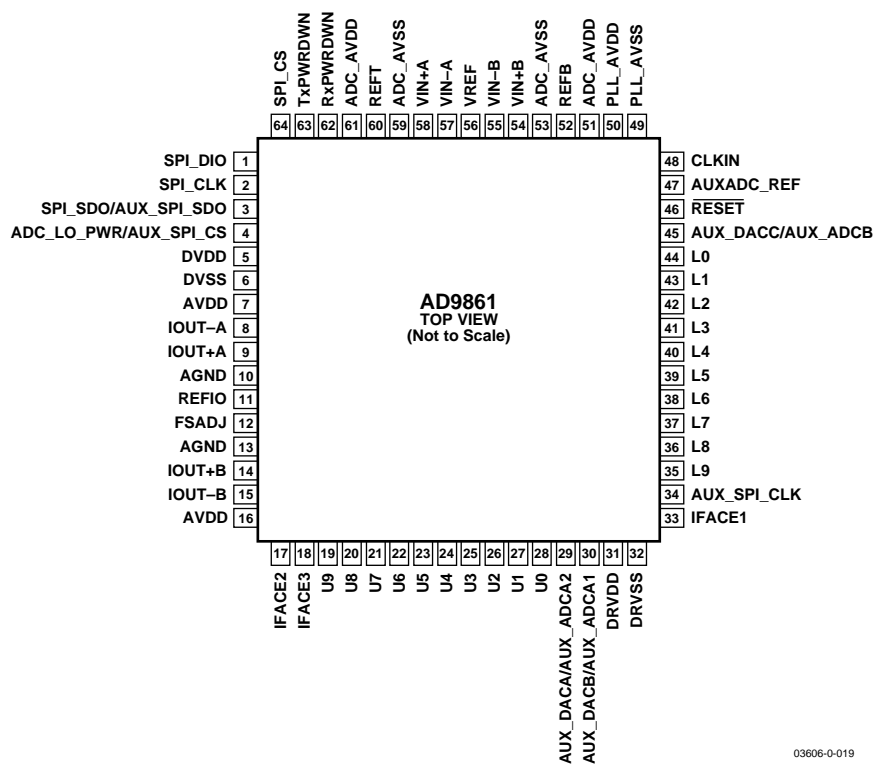 SPI_CS
TxPWRDWN
RxPWRDWN
ADC_AVDD
REFT
ADC_AVSS
VIN+A
VIN–A
VREF
VIN–B
VIN+B
ADC_AVSS
REFB
ADC_AVDD
PLL_AVDD
PLL_AVSS
64 63 62 61 60 59 58 57 56 55 54 53 52 51 50 49
SPI_DIO 1
SPI_CLK 2
SPI_SDO/AUX_SPI_SDO 3
ADC_LO_PWR/AUX_SPI_CS 4
DVDD 5
DVSS 6
AVDD 7
IOUT–A 8
IOUT+A 9
AGND 10
REFIO 11
FSADJ 12
AGND 13
IOUT+B 14
IOUT–B 15
AVDD 16
AD9861
TOP VIEW
(Not to Scale)
48 CLKIN
47 AUXADC_REF
46 RESET
45 AUX_DACC/AUX_ADCB
44 L0
43 L1
42 L2
41 L3
40 L4
39 L5
38 L6
37 L7
36 L8
35 L9
34 AUX_SPI_CLK
33 IFACE1
17 18 19 20 21 22 23 24 25 26 27 28 29 30 31 32
IFACE2
IFACE3
U9
U8
U7
U6
U5
U4
U3
U2
U1
U0
AUX_DACA/AUX_ADCA2
AUX_DACB/AUX_ADCA1
DRVDD
DRVSS
03606-0-019